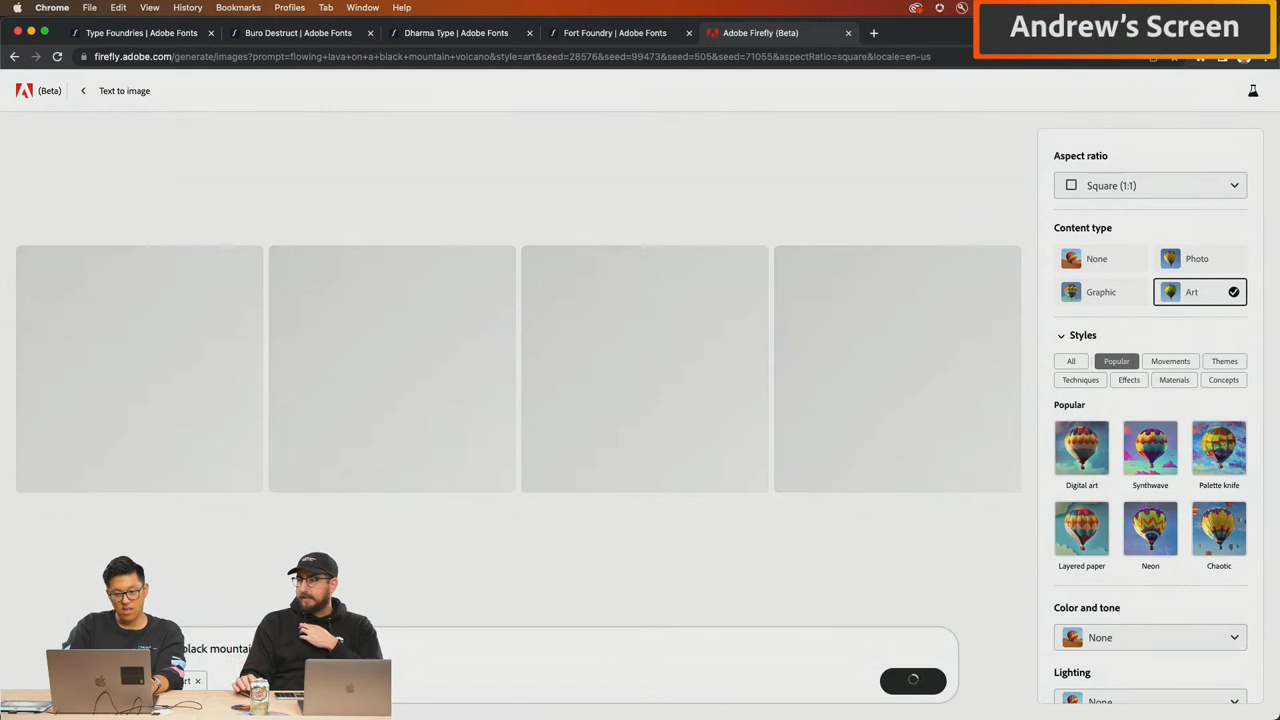 Chrome File Edit View History Bookmarks Profiles Tab Window Help
Andrew's Screen
Type Foundries | Adobe Fonts
Buro Destruct | Adobe Fonts
Dharma Type | Adobe Fonts
Fort Foundry | Adobe Fonts
Adobe Firefly (Beta)
firefly.adobe.com/generate/images?prompt=flowing+lava+on+a+black+mountain+volcano&style=art&seed=28576&seed=99473&seed=505&seed=71055&aspectRatio=square&locale=en-us
(Beta) Text to image
Aspect ratio
Square (1:1)
Content type
None Photo
Graphic Art
Styles
All Popular Movements Themes
Techniques Effects Materials Concepts
Popular
Digital art Synthwave Palette knife
Layered paper Neon Chaotic
Color and tone
None
black
Lighting
None